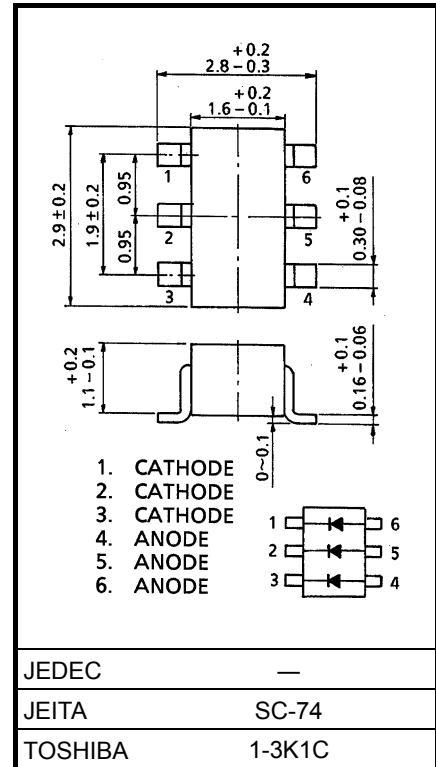 +0.2
2.8-0.3
+0.2
1.6-0.1
2.9±0.2
1.9±0.2
0.95
0.95
1
2
3
6
5
4
+0.1
0.30-0.08
+0.2
1.1-0.1
+0.1
0.16-0.06
0~0.1
1. CATHODE
2. CATHODE
3. CATHODE
4. ANODE
5. ANODE
6. ANODE
1 6
2 5
3 4
JEDEC —
JEITA SC-74
TOSHIBA 1-3K1C